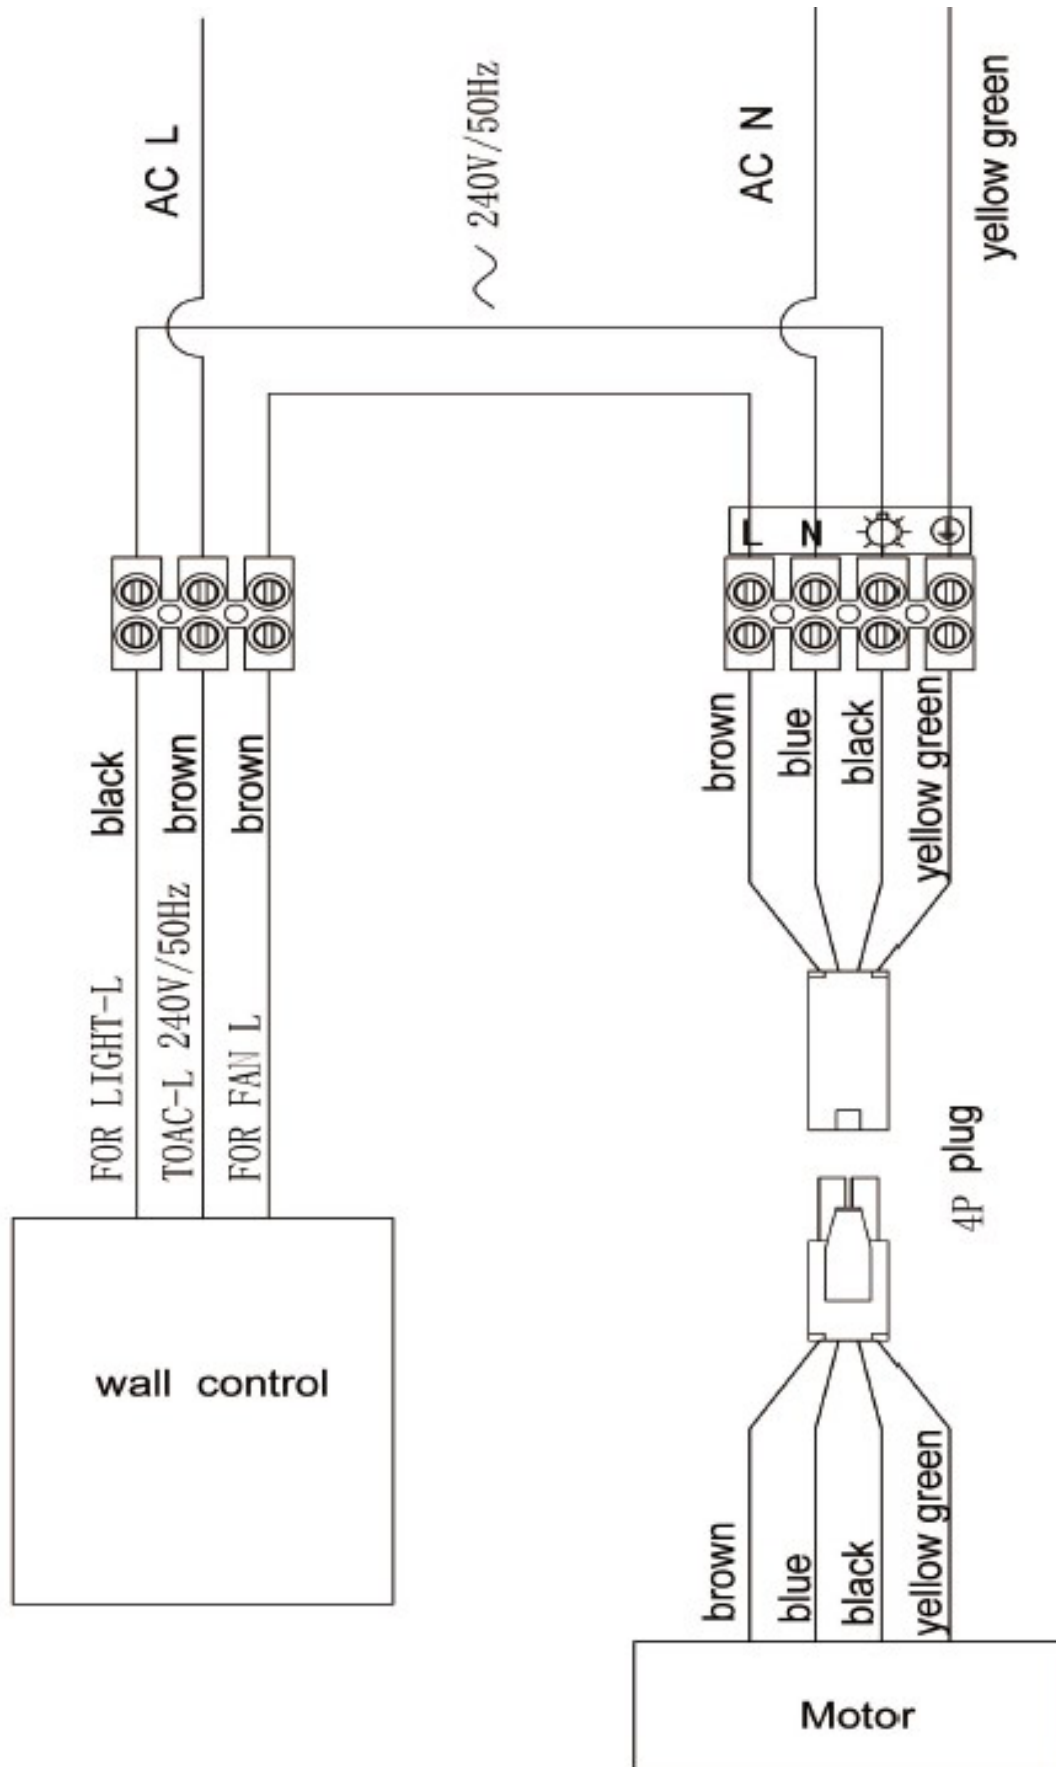 AC L
~ 240V/50Hz
AC N
yellow green
L N
black
brown
brown
brown
blue
black
yellow green
FOR LIGHT-L
TOAC-L 240V/50Hz
FOR FAN L
4P plug
wall control
brown
blue
black
yellow green
Motor